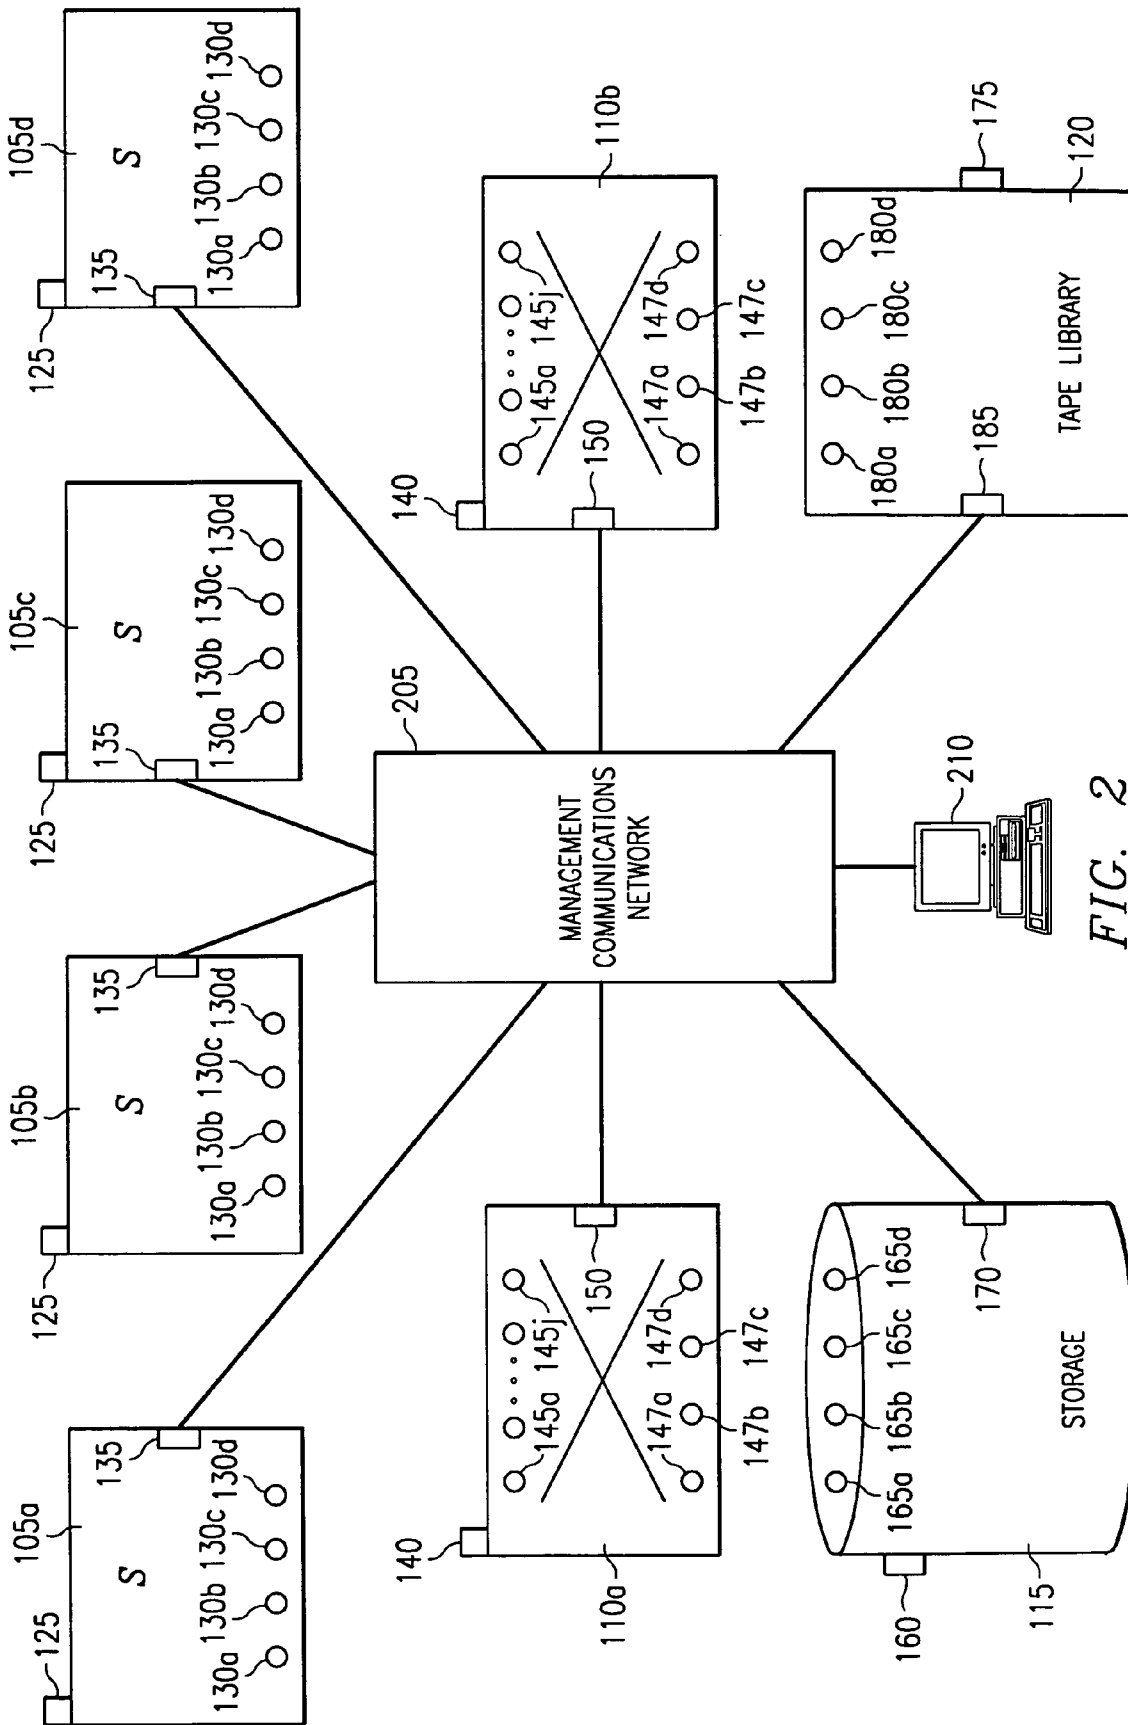 125
105a
S
135
130a
130b
130c
130d
125
105b
S
135
130a
130b
130c
130d
125
105c
S
135
130a
130b
130c
130d
125
105d
S
135
130a
130b
130c
130d
140
110a
145a
145j
150
147a
147b
147c
147d
205
MANAGEMENT
COMMUNICATIONS
NETWORK
140
110b
145a
145j
150
147a
147b
147c
147d
160
115
165a
165b
165c
165d
170
STORAGE
210
180a
180b
180c
180d
185
175
120
TAPE LIBRARY
FIG. 2